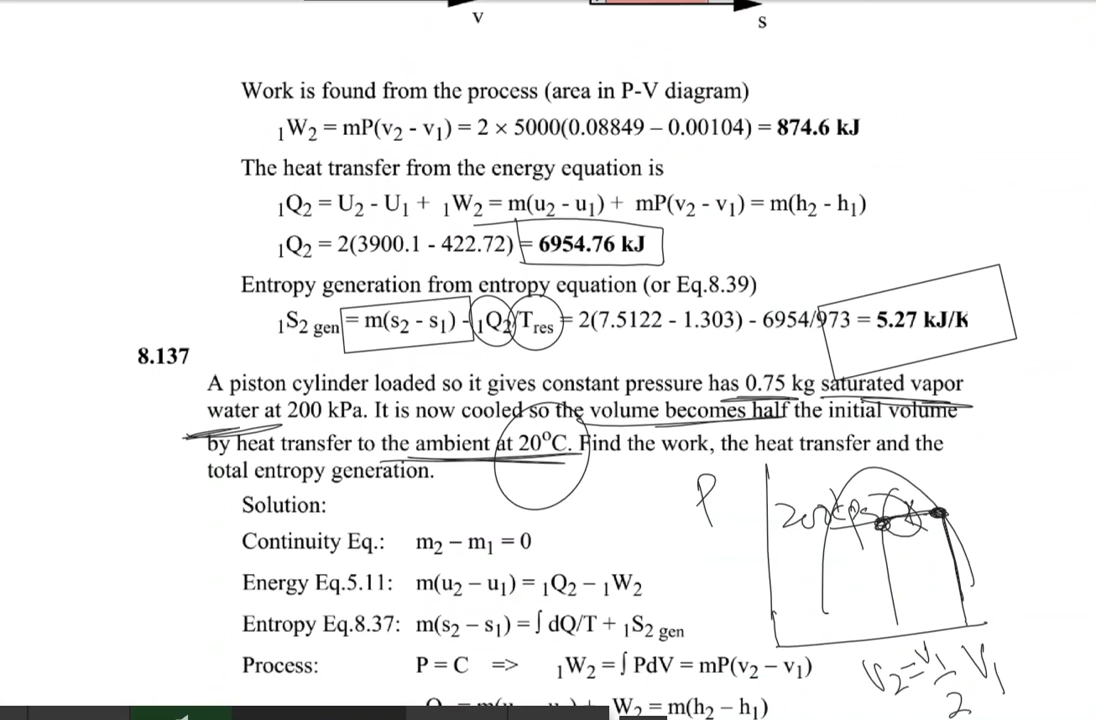 v
s
Work is found from the process (area in P-V diagram)
₁W₂ = mP(v₂ - v₁) = 2 × 5000(0.08849 – 0.00104) = 874.6 kJ
The heat transfer from the energy equation is
₁Q₂ = U₂ - U₁ + ₁W₂ = m(u₂ - u₁) + mP(v₂ - v₁) = m(h₂ - h₁)
₁Q₂ = 2(3900.1 - 422.72) = 6954.76 kJ
Entropy generation from entropy equation (or Eq.8.39)
₁S₂ gen = m(s₂ - s₁) - ₁Q₂/Tres = 2(7.5122 - 1.303) - 6954/973 = 5.27 kJ/K
8.137
A piston cylinder loaded so it gives constant pressure has 0.75 kg saturated vapor
water at 200 kPa. It is now cooled so the volume becomes half the initial volume
by heat transfer to the ambient at 20°C. Find the work, the heat transfer and the
total entropy generation.
P
Solution:
Continuity Eq.: m₂ – m₁ = 0
Energy Eq.5.11: m(u₂ – u₁) = ₁Q₂ – ₁W₂
Entropy Eq.8.37: m(s₂ – s₁) = ∫ dQ/T + ₁S₂ gen
Process: P = C => ₁W₂ = ∫ PdV = mP(v₂ – v₁)
V₂ = V₁/2 V₁
W₂ = m(h₂ – h₁)